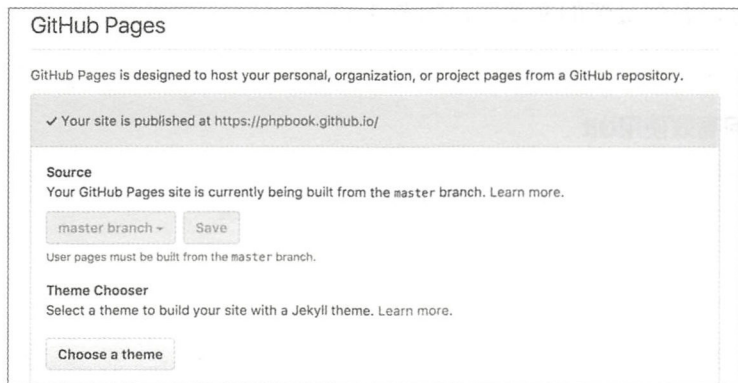 GitHub Pages
GitHub Pages is designed to host your personal, organization, or project pages from a GitHub repository.
✓ Your site is published at https://phpbook.github.io/
Source
Your GitHub Pages site is currently being built from the master branch. Learn more.
master branch ▾ Save
User pages must be built from the master branch.
Theme Chooser
Select a theme to build your site with a Jekyll theme. Learn more.
Choose a theme